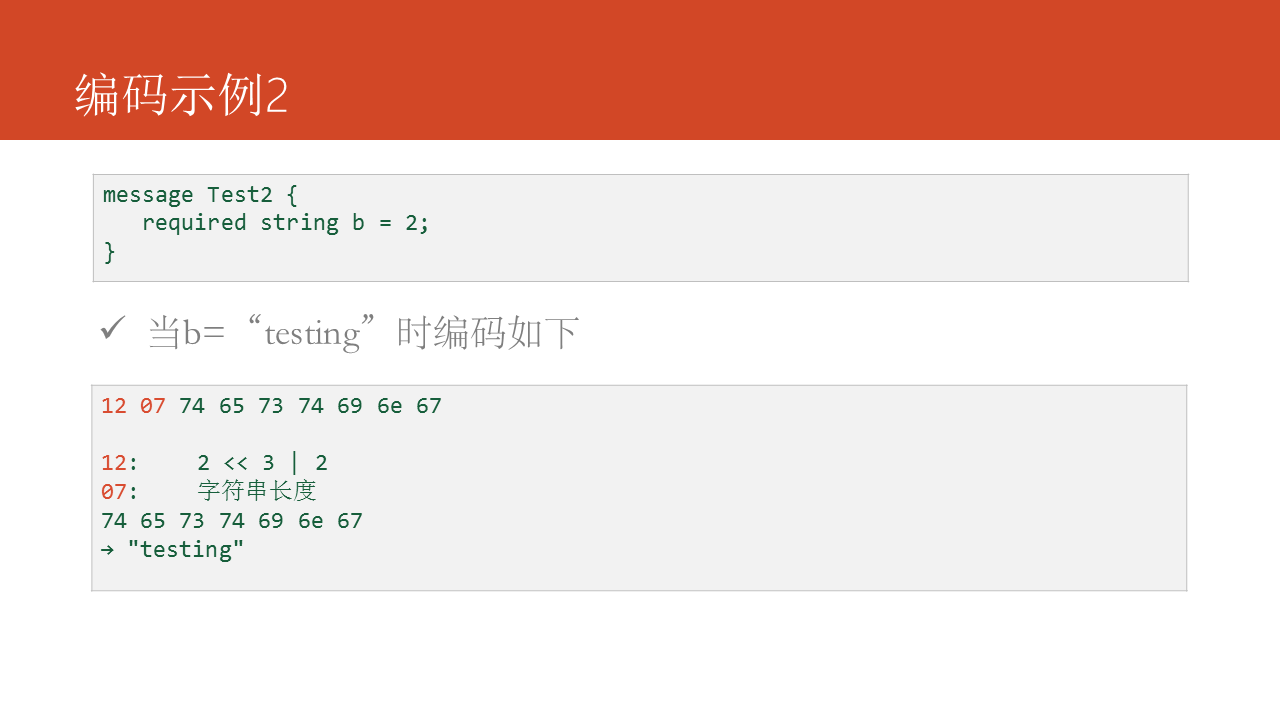 编码示例2
message Test2 {
   required string b = 2;
}
✓ 当b=“testing”时编码如下
12 07 74 65 73 74 69 6e 67
12:    2 << 3 | 2
07:    字符串长度
74 65 73 74 69 6e 67
→ "testing"